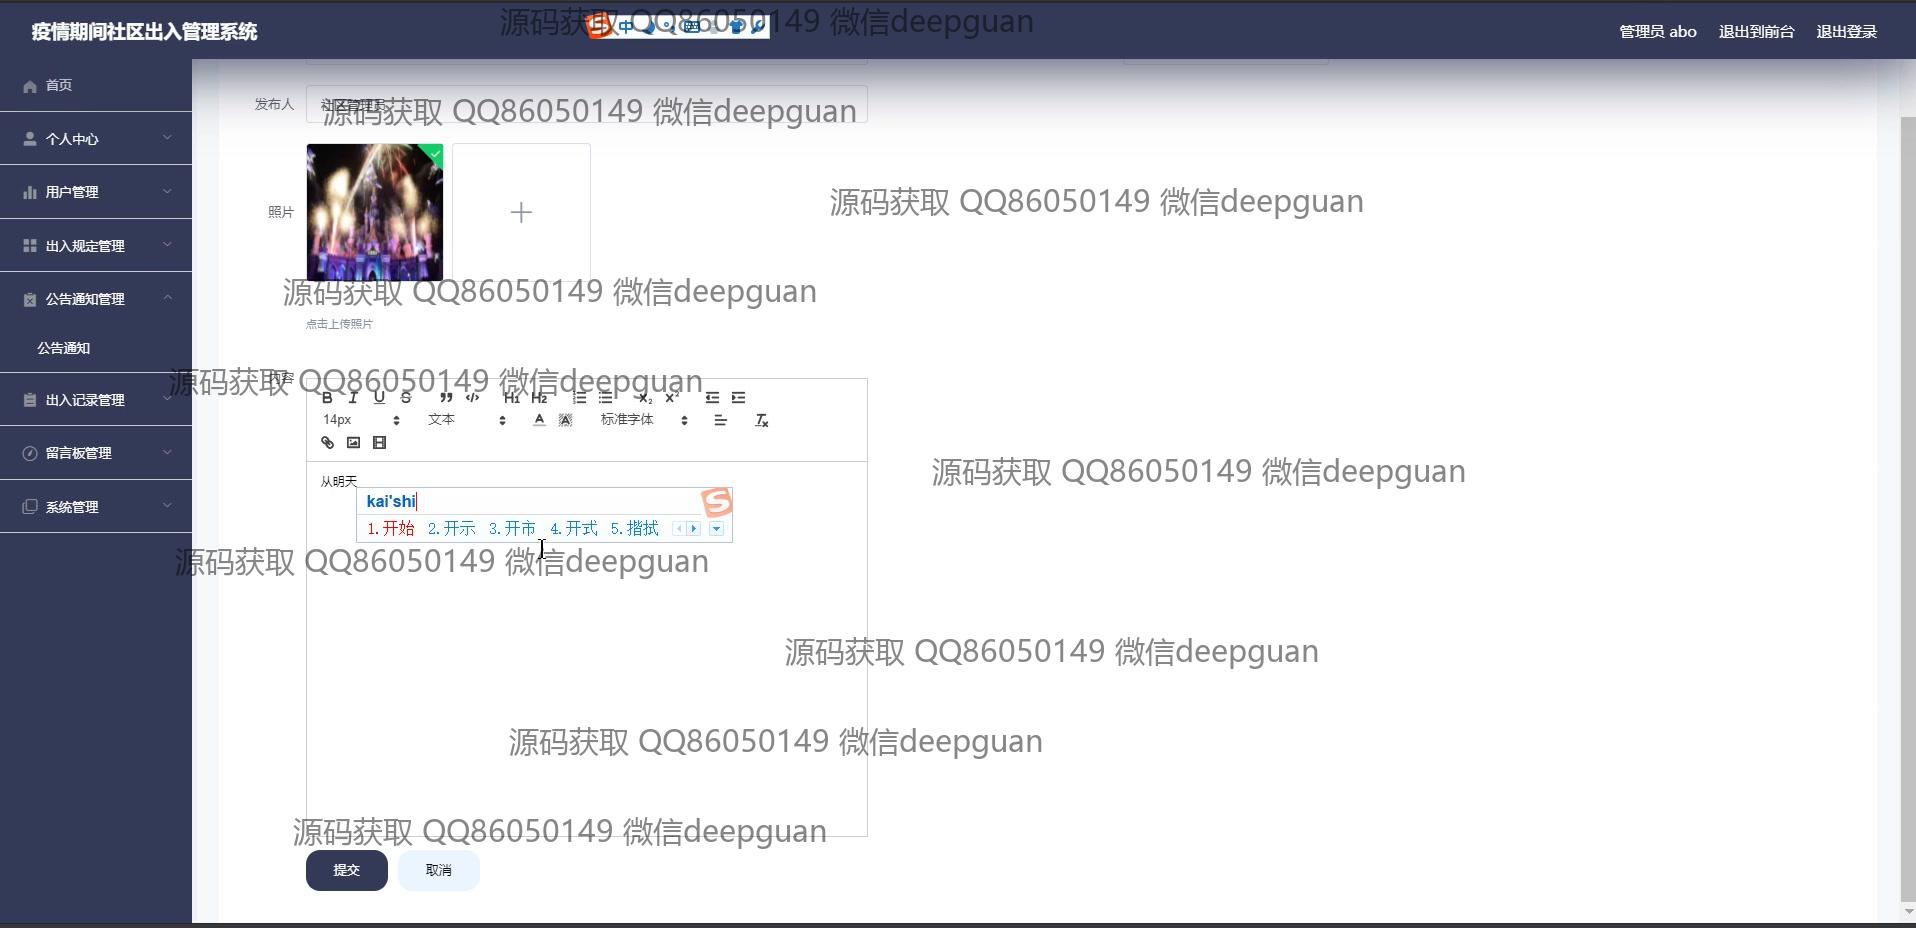 疫情期间社区出入管理系统
源码获取 QQ86050149 微信deepguan
中
管理员 abo
退出到前台
退出登录
首页
个人中心
用户管理
出入规定管理
公告通知管理
公告通知
出入记录管理
留言板管理
系统管理
发布人
社区管理员
源码获取 QQ86050149 微信deepguan
源码获取 QQ86050149 微信deepguan
照片
源码获取 QQ86050149 微信deepguan
点击上传照片
内容
源码获取 QQ86050149 微信deepguan
B I U S H1 H2 X₂ X²
14px 文本 A A 标准字体 Tx
源码获取 QQ86050149 微信deepguan
从明天
kai'shi
1.开始 2.开示 3.开市 4.开式 5.揩拭
源码获取 QQ86050149 微信deepguan
源码获取 QQ86050149 微信deepguan
源码获取 QQ86050149 微信deepguan
源码获取 QQ86050149 微信deepguan
提交
取消